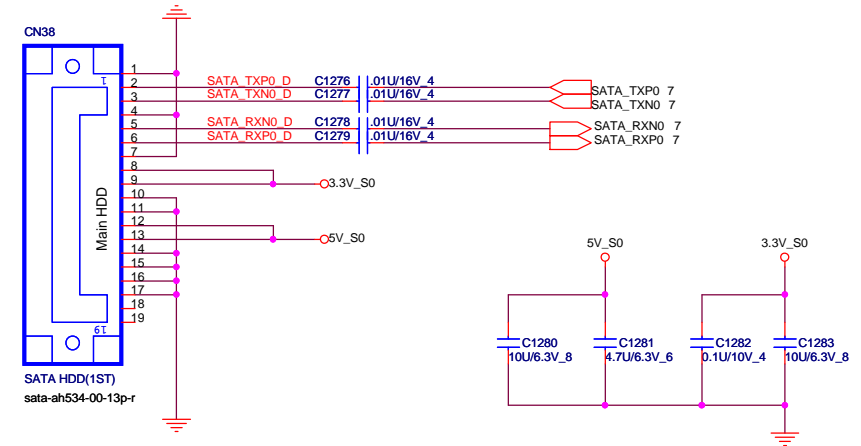 CN38
1
1
2 SATA_TXP0_D C1276 .01U/16V_4 SATA_TXP0 7
3 SATA_TXN0_D C1277 .01U/16V_4 SATA_TXN0 7
4
5 SATA_RXN0_D C1278 .01U/16V_4 SATA_RXN0 7
6 SATA_RXP0_D C1279 .01U/16V_4 SATA_RXP0 7
7
8
9 3.3V_S0
10
11
12
13 5V_S0
14
15
16
17
18
19
19
Main HDD
SATA HDD(1ST)
sata-ah534-00-13p-r
5V_S0
3.3V_S0
C1280
10U/6.3V_8
C1281
4.7U/6.3V_6
C1282
0.1U/10V_4
C1283
10U/6.3V_8